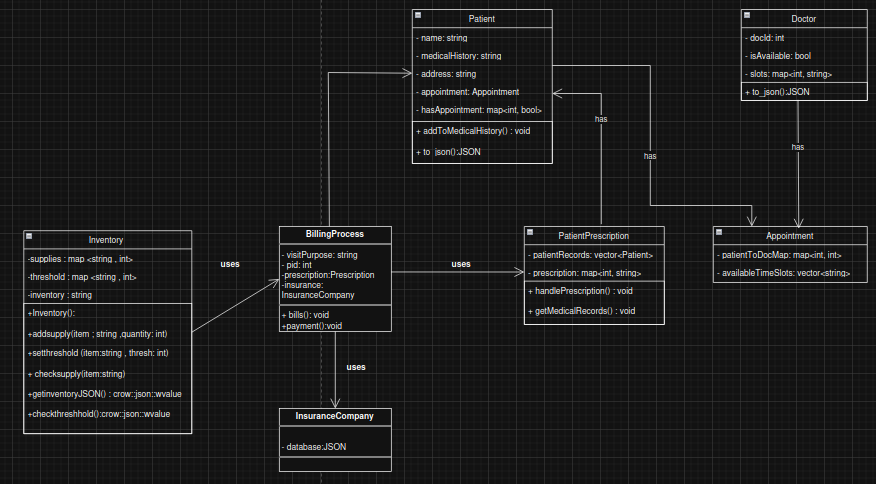 Patient
- name: string
- medicalHistory: string
- address: string
- appointment: Appointment
- hasAppointment: map<int, bool>
+ addToMedicalHistory() : void
+ to_json():JSON
Doctor
- docId: int
- isAvailable: bool
- slots: map<int, string>
+ to_json():JSON
has
has
has
Inventory
-supplies : map <string , int>
-threshold : map <string , int>
-inventory : string
+Inventory():
+addsupply(item ; string ,quantity: int)
+setthreshold (item:string , thresh: int)
+ checksupply(item:string)
+getinventoryJSON() : crow::json::wvalue
+checkthreshhold():crow::json::wvalue
uses
BillingProcess
- visitPurpose: string
- pid: int
-prescription:Prescription
-insurance:
InsuranceCompany
+ bills(): void
+payment():void
uses
PatientPrescription
- patientRecords: vector<Patient>
- prescription: map<int, string>
+ handlePrescription() : void
+ getMedicalRecords() : void
Appointment
- patientToDocMap: map<int, int>
- availableTimeSlots: vector<string>
uses
InsuranceCompany
- database:JSON